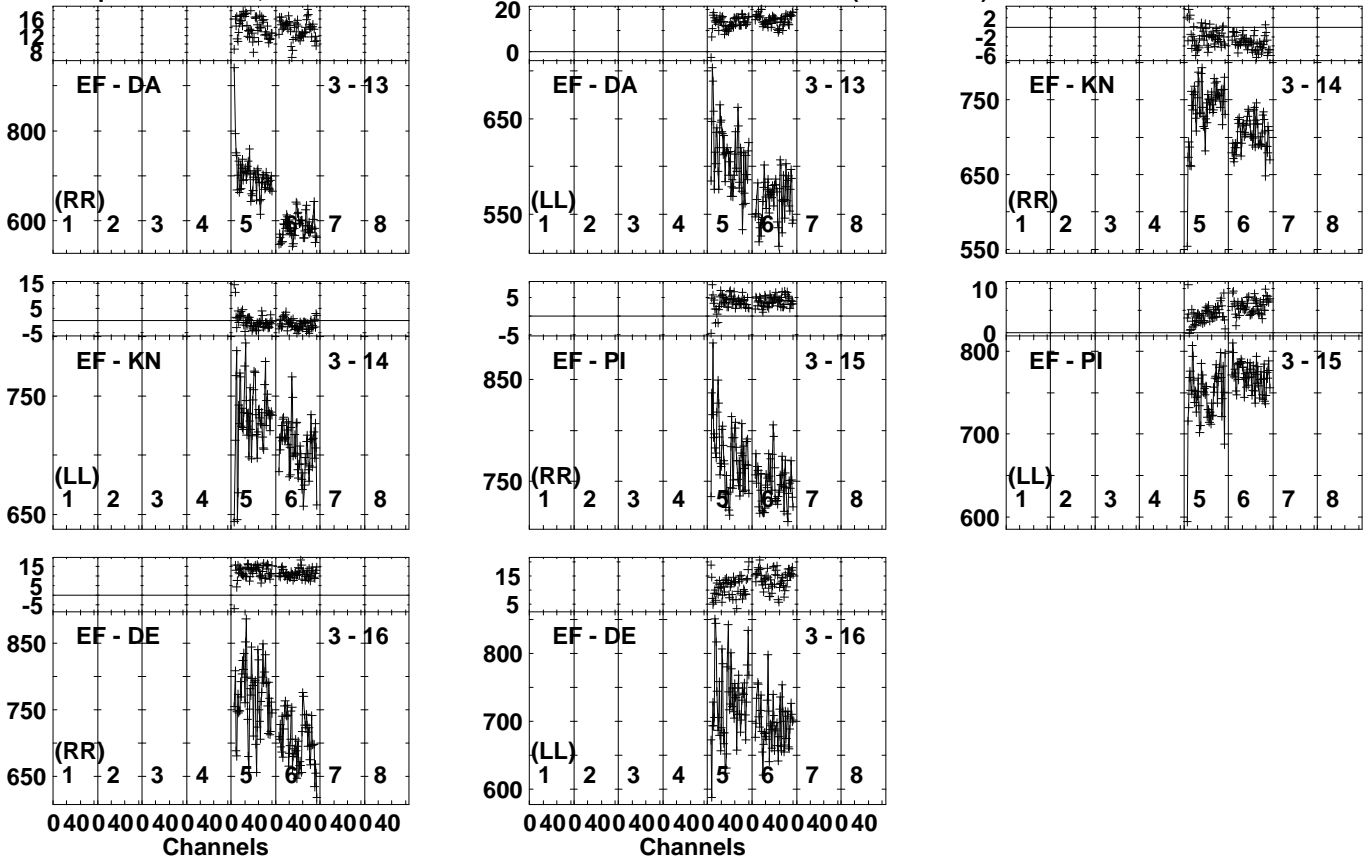 16
12
8
EF - DA 3 - 13
800
600
(RR)
1 2 3 4 5 6 7 8
20
0
EF - DA 3 - 13
650
550
(LL)
1 2 3 4 5 6 7 8
2
-2
-6
EF - KN 3 - 14
750
650
550
(RR)
1 2 3 4 5 6 7 8
15
5
-5
EF - KN 3 - 14
750
650
(LL)
1 2 3 4 5 6 7 8
5
-5
EF - PI 3 - 15
850
750
(RR)
1 2 3 4 5 6 7 8
10
0
EF - PI 3 - 15
800
700
600
(LL)
1 2 3 4 5 6 7 8
15
5
-5
EF - DE 3 - 16
850
750
650
(RR)
1 2 3 4 5 6 7 8
0 40 0 40 0 40 0 40 0 40 0 40 0 40 0 40
Channels
15
5
EF - DE 3 - 16
800
700
600
(LL)
1 2 3 4 5 6 7 8
0 40 0 40 0 40 0 40 0 40 0 40 0 40 0 40
Channels